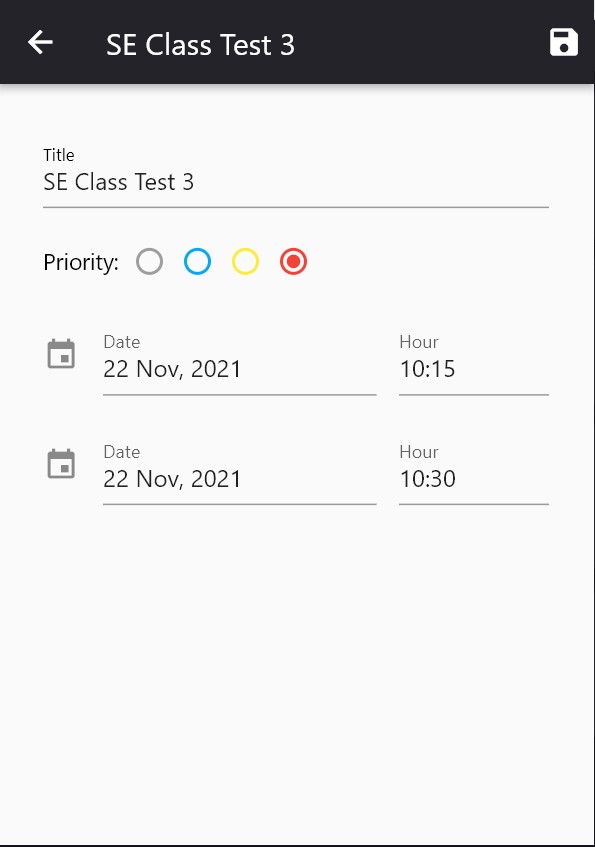 SE Class Test 3
Title
SE Class Test 3
Priority:
Date Hour
22 Nov, 2021 10:15
Date Hour
22 Nov, 2021 10:30